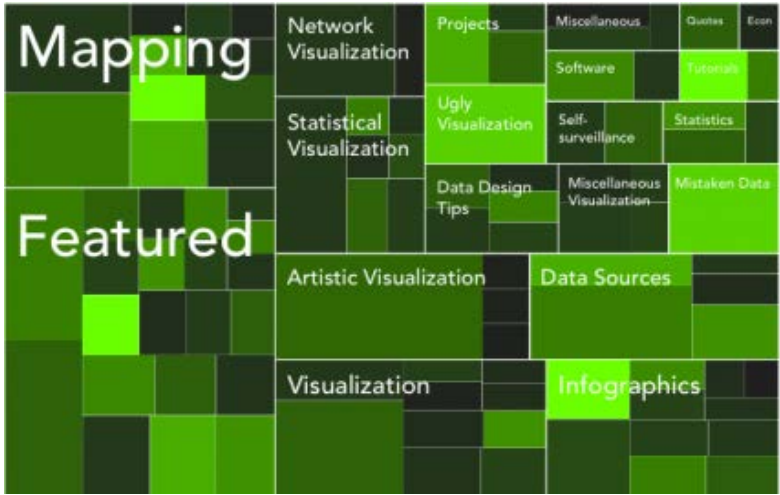 Mapping
Featured
Network
Visualization
Statistical
Visualization
Projects
Ugly
Visualization
Data Design
Tips
Miscellaneous
Quotes
Econ
Software
Tutorials
Self-
surveillance
Statistics
Miscellaneous
Visualization
Mistaken Data
Artistic Visualization
Data Sources
Visualization
Infographics